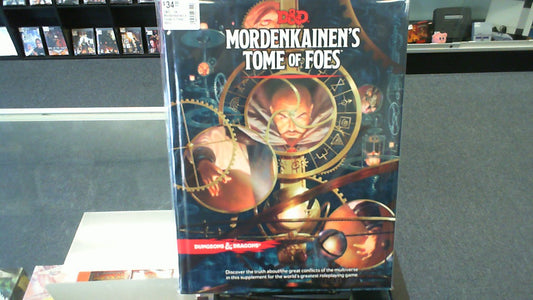 $34
D&D
MORDENKAINEN'S
TOME OF FOES
DUNGEONS & DRAGONS
Discover the truth about the great conflicts of the multiverse
in this supplement for the world's greatest roleplaying game.